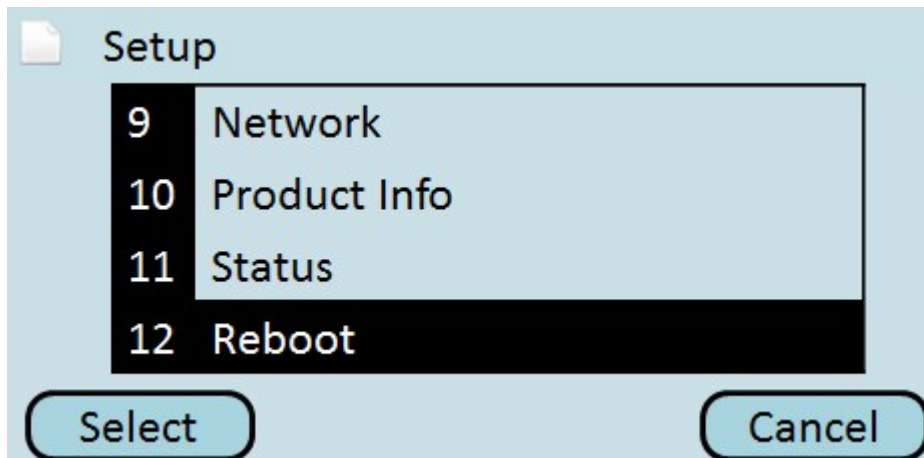 Setup
9 Network
10 Product Info
11 Status
12 Reboot
Select Cancel